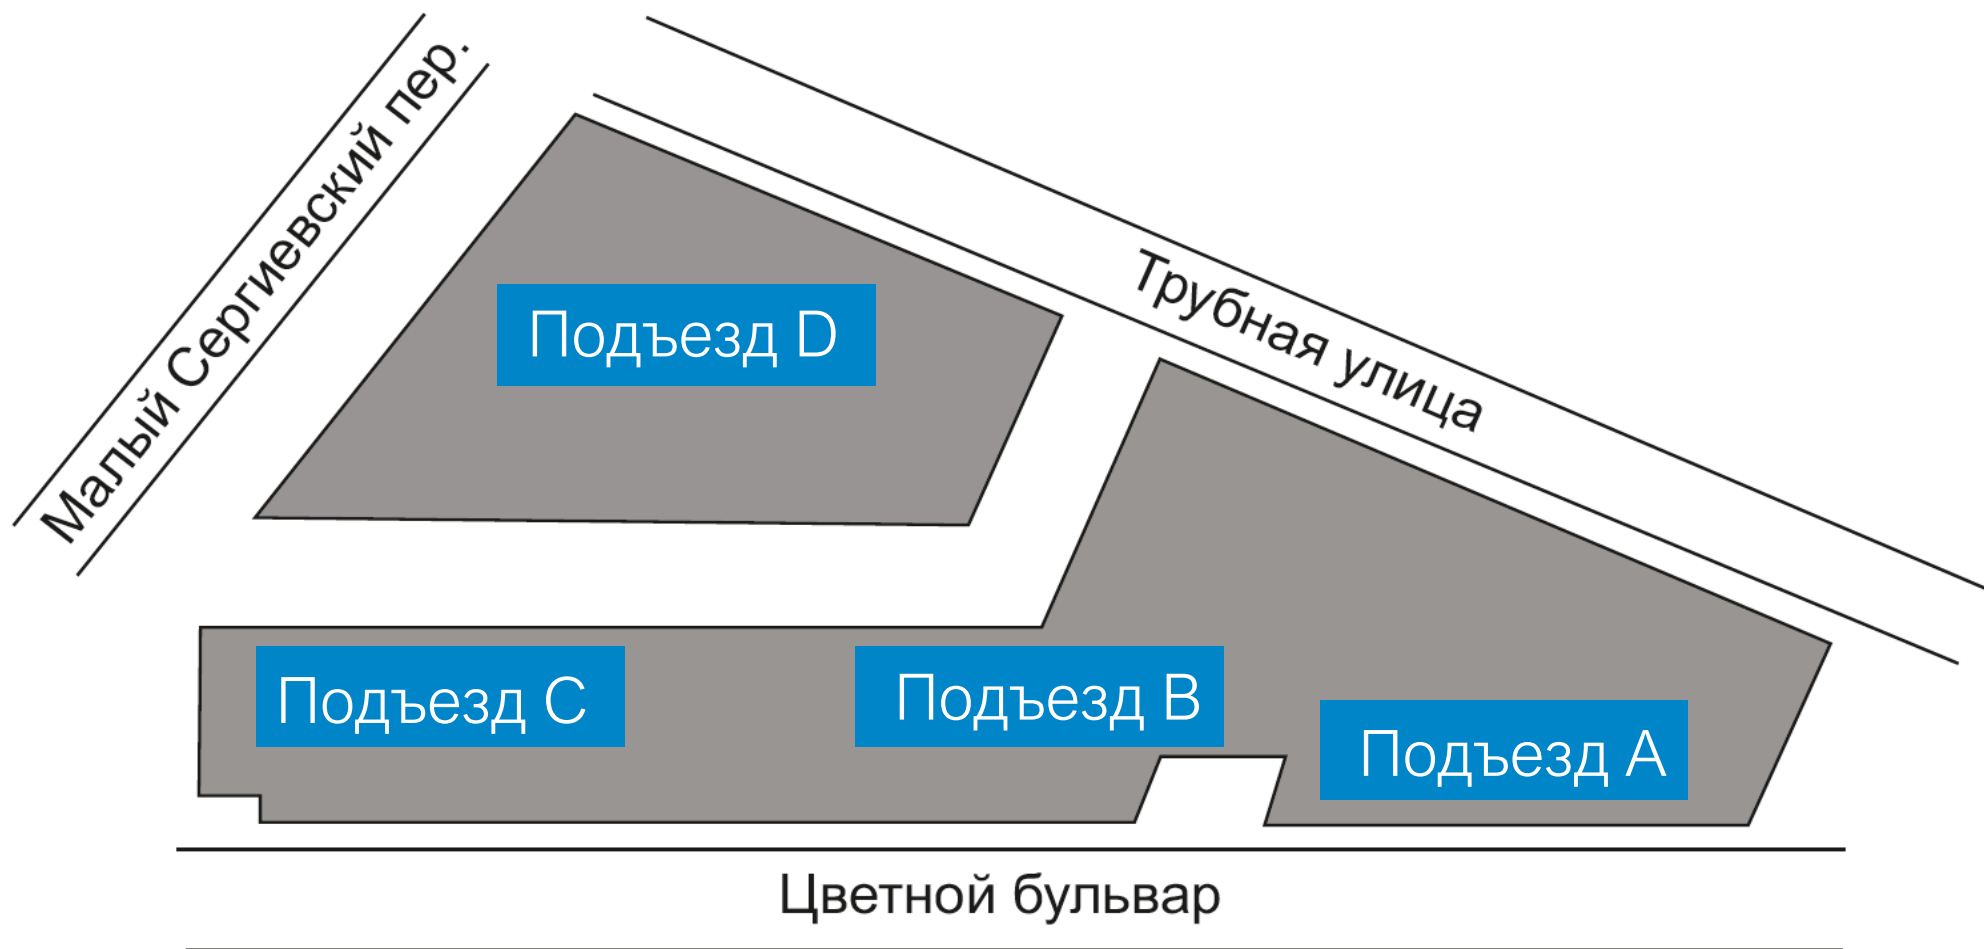 Малый Сергиевский пер.
Трубная улица
Подъезд D
Подъезд C
Подъезд B
Подъезд A
Цветной бульвар